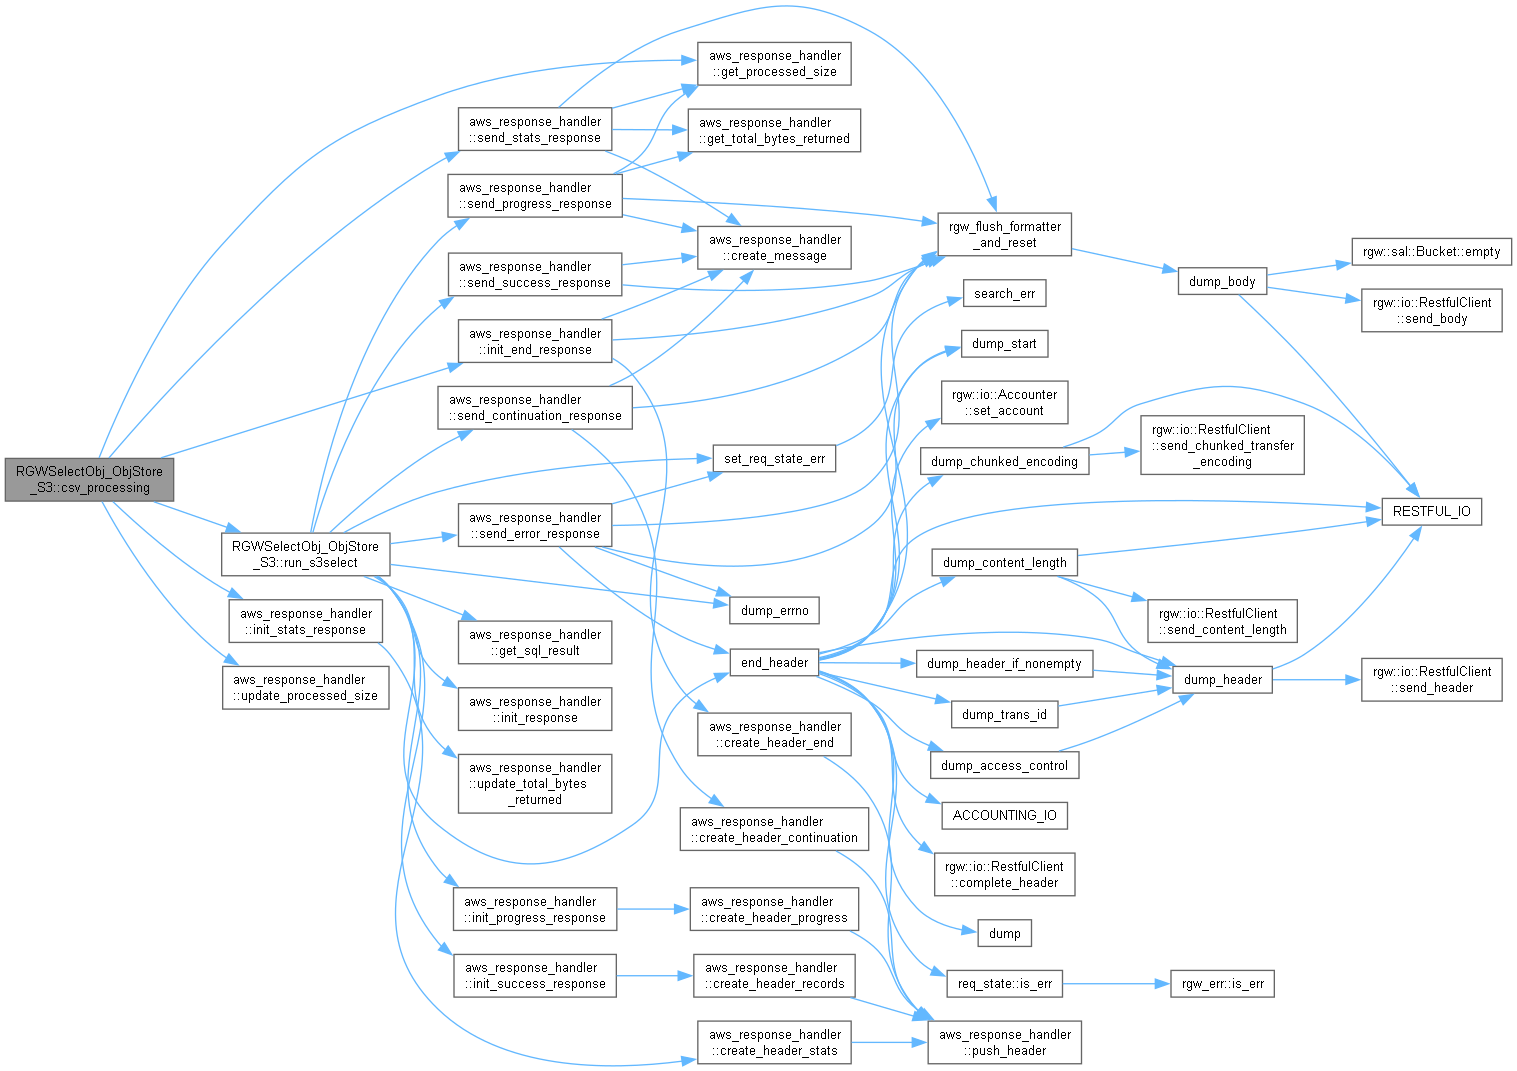 RGWSelectObj_ObjStore
_S3::csv_processing
RGWSelectObj_ObjStore
_S3::run_s3select
aws_response_handler
::init_stats_response
aws_response_handler
::update_processed_size
aws_response_handler
::send_stats_response
aws_response_handler
::send_progress_response
aws_response_handler
::send_success_response
aws_response_handler
::init_end_response
aws_response_handler
::send_continuation_response
aws_response_handler
::send_error_response
aws_response_handler
::get_sql_result
aws_response_handler
::init_response
aws_response_handler
::update_total_bytes
_returned
aws_response_handler
::init_progress_response
aws_response_handler
::init_success_response
aws_response_handler
::get_processed_size
aws_response_handler
::get_total_bytes_returned
aws_response_handler
::create_message
set_req_state_err
dump_errno
end_header
aws_response_handler
::create_header_end
aws_response_handler
::create_header_continuation
aws_response_handler
::create_header_progress
aws_response_handler
::create_header_records
aws_response_handler
::create_header_stats
rgw_flush_formatter
_and_reset
search_err
dump_start
rgw::io::Accounter
::set_account
dump_chunked_encoding
dump_content_length
dump_header_if_nonempty
dump_trans_id
dump_access_control
ACCOUNTING_IO
rgw::io::RestfulClient
::complete_header
dump
req_state::is_err
aws_response_handler
::push_header
dump_body
rgw::io::RestfulClient
::send_chunked_transfer
_encoding
rgw::io::RestfulClient
::send_content_length
dump_header
rgw_err::is_err
rgw::sal::Bucket::empty
rgw::io::RestfulClient
::send_body
RESTFUL_IO
rgw::io::RestfulClient
::send_header